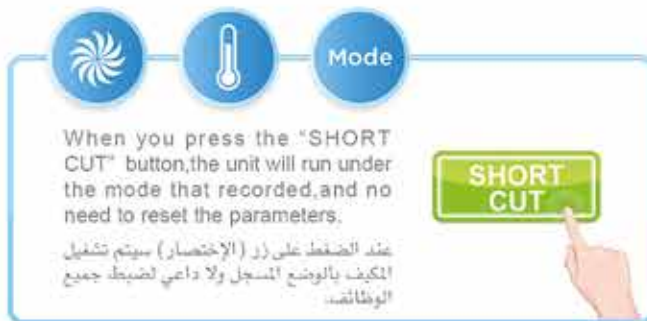 Mode
When you press the "SHORT
CUT" button,the unit will run under
the mode that recorded,and no
need to reset the parameters.
SHORT
CUT
عند الضغط على زر (الإختصار) سيتم تشغيل
المكيف بالوضع المسجل ولا داعي لضبط جميع
الوظائف.